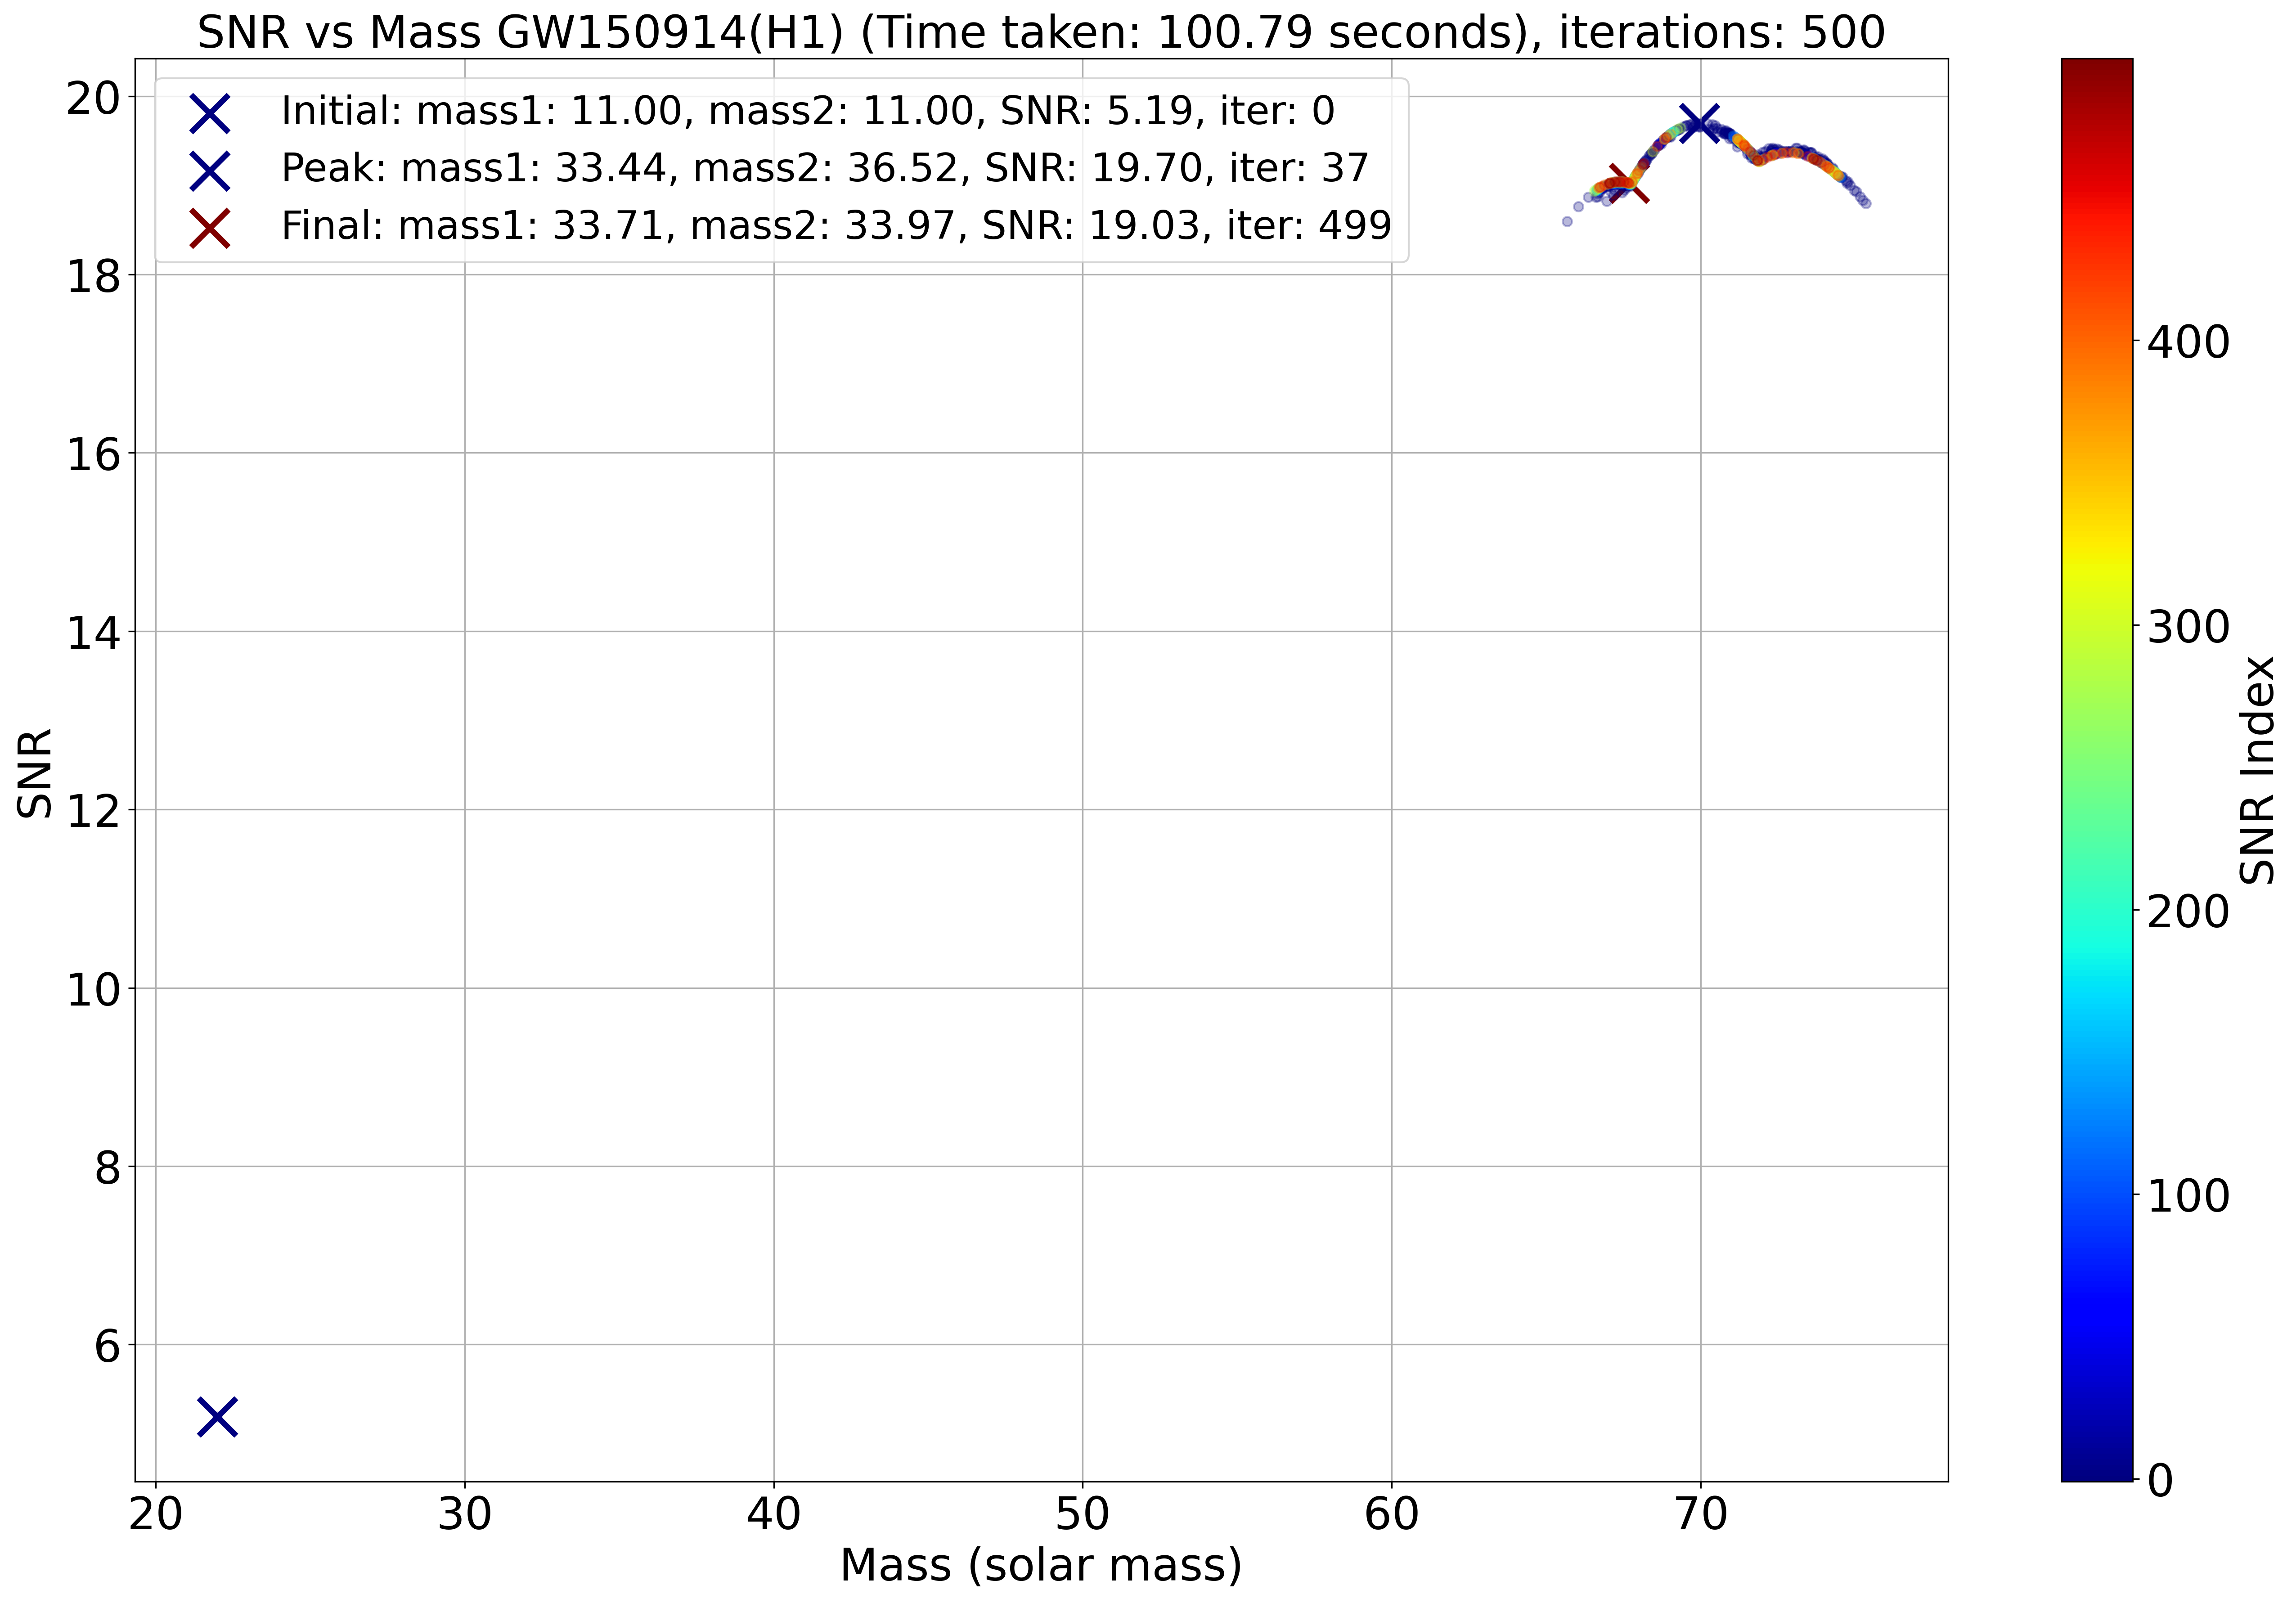 SNR vs Mass GW150914(H1) (Time taken: 100.79 seconds), iterations: 500
Initial: mass1: 11.00, mass2: 11.00, SNR: 5.19, iter: 0
Peak: mass1: 33.44, mass2: 36.52, SNR: 19.70, iter: 37
Final: mass1: 33.71, mass2: 33.97, SNR: 19.03, iter: 499
SNR
20
18
16
14
12
10
8
6
20 30 40 50 60 70
Mass (solar mass)
400
300
200
100
0
SNR Index